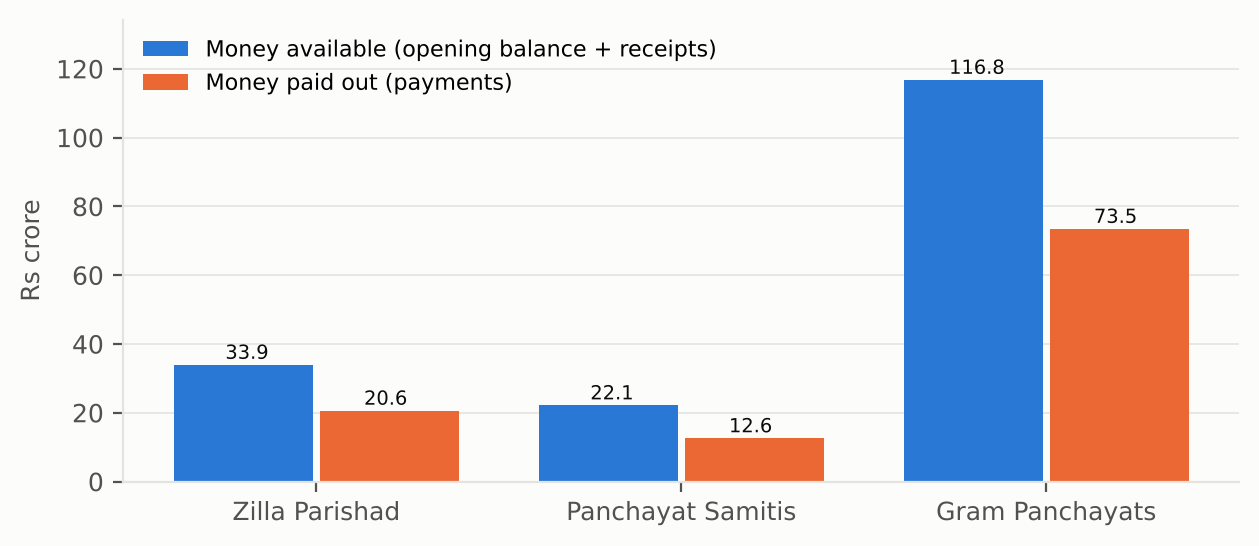 Money available (opening balance + receipts)
Money paid out (payments)
Rs crore
120
100
80
60
40
20
0
33.9
20.6
22.1
12.6
116.8
73.5
Zilla Parishad
Panchayat Samitis
Gram Panchayats